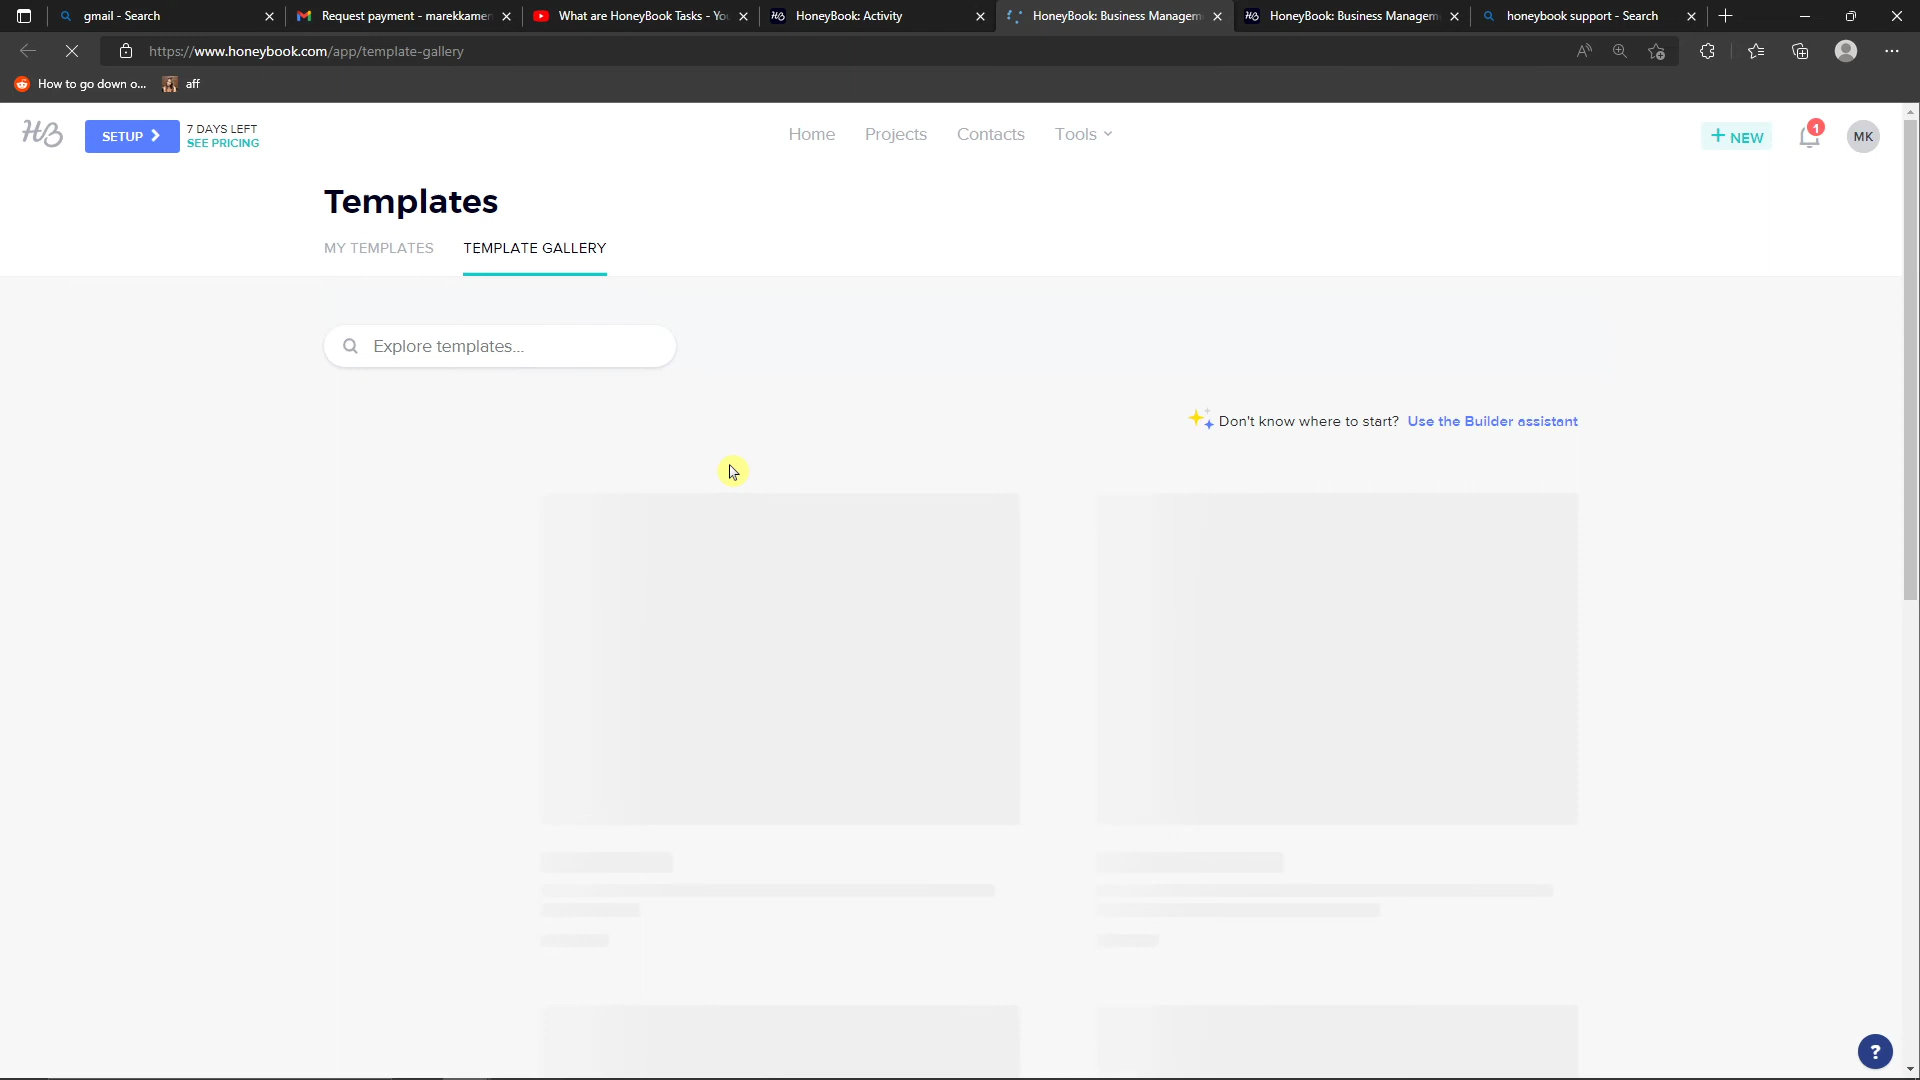 gmail - Search
Request payment - marekkamen
What are HoneyBook Tasks - You
HoneyBook: Activity
HoneyBook: Business Managem
HoneyBook: Business Managem
honeybook support - Search
https://www.honeybook.com/app/template-gallery
How to go down o...
aff
HB
SETUP
7 DAYS LEFT
SEE PRICING
Home
Projects
Contacts
Tools
+ NEW
1
MK
Templates
MY TEMPLATES
TEMPLATE GALLERY
Explore templates...
Don't know where to start? Use the Builder assistant
?